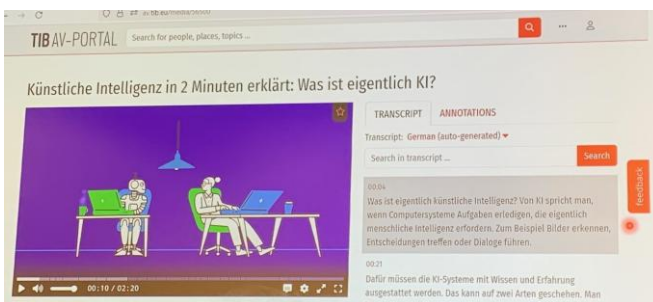 TIB AV-PORTAL
Search for people, places, topics ...
Künstliche Intelligenz in 2 Minuten erklärt: Was ist eigentlich KI?
TRANSCRIPT ANNOTATIONS
Transcript: German (auto-generated)
Search in transcript ...
Search
00:04
Was ist eigentlich künstliche Intelligenz? Von KI spricht man,
wenn Computersysteme Aufgaben erledigen, die eigentlich
menschliche Intelligenz erfordern. Zum Beispiel Bilder erkennen,
Entscheidungen treffen oder Dialoge führen.
00:21
Dafür müssen die KI-Systeme mit Wissen und Erfahrung
ausgestattet werden. Das kann auf zwei Arten geschehen. Man
feedback
00:10 / 02:20